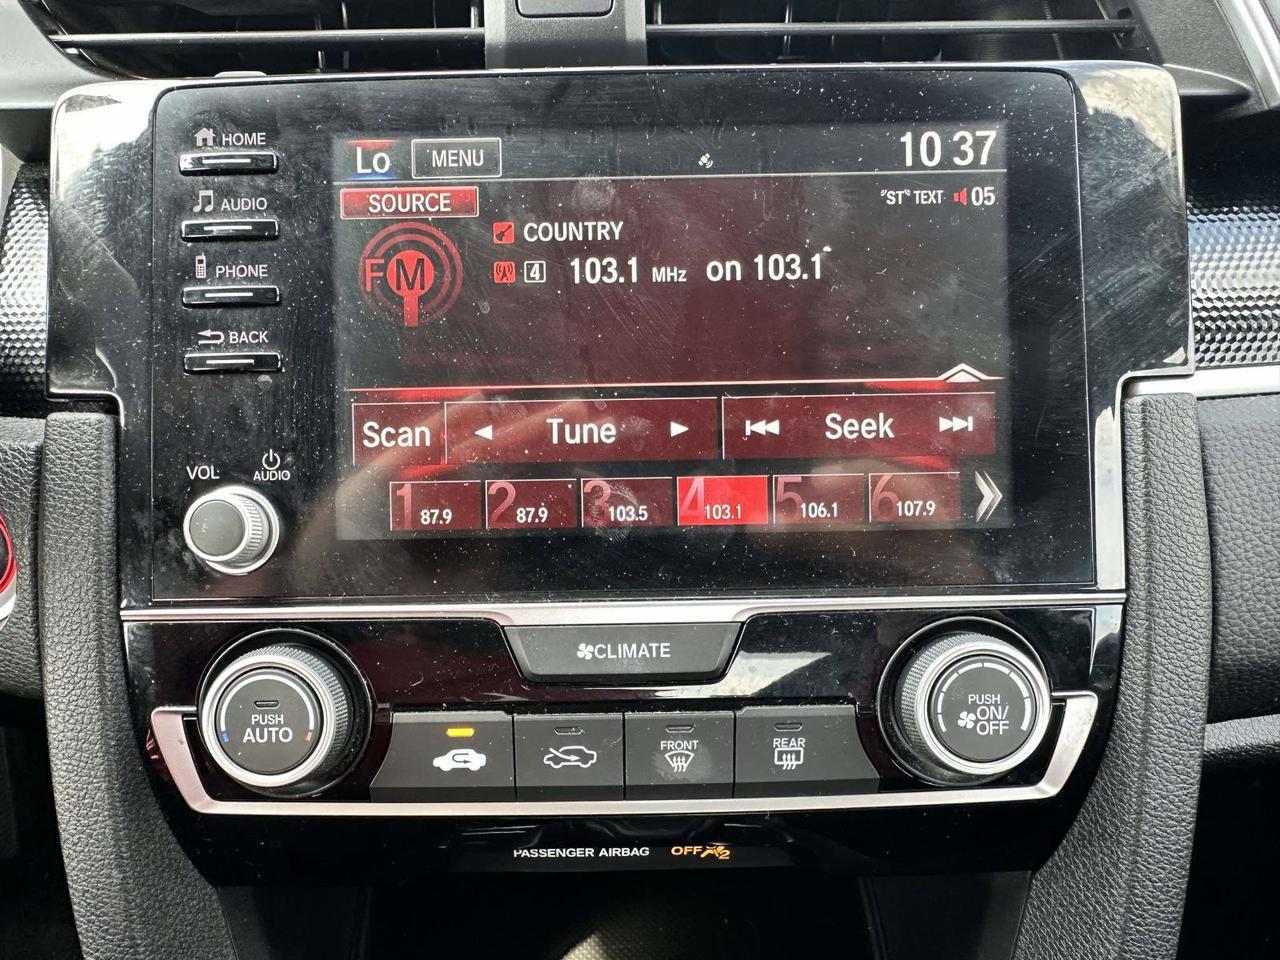 HOME
Lo MENU 10 37
AUDIO
SOURCE "ST" TEXT 05
COUNTRY
FM
4 103.1 MHz on 103.1
PHONE
BACK
Scan Tune Seek
VOL AUDIO
1 87.9 2 87.9 3 103.5 4 103.1 5 106.1 6 107.9
CLIMATE
PUSH
AUTO
PUSH
ON/
OFF
FRONT REAR
PASSENGER AIRBAG OFF 2